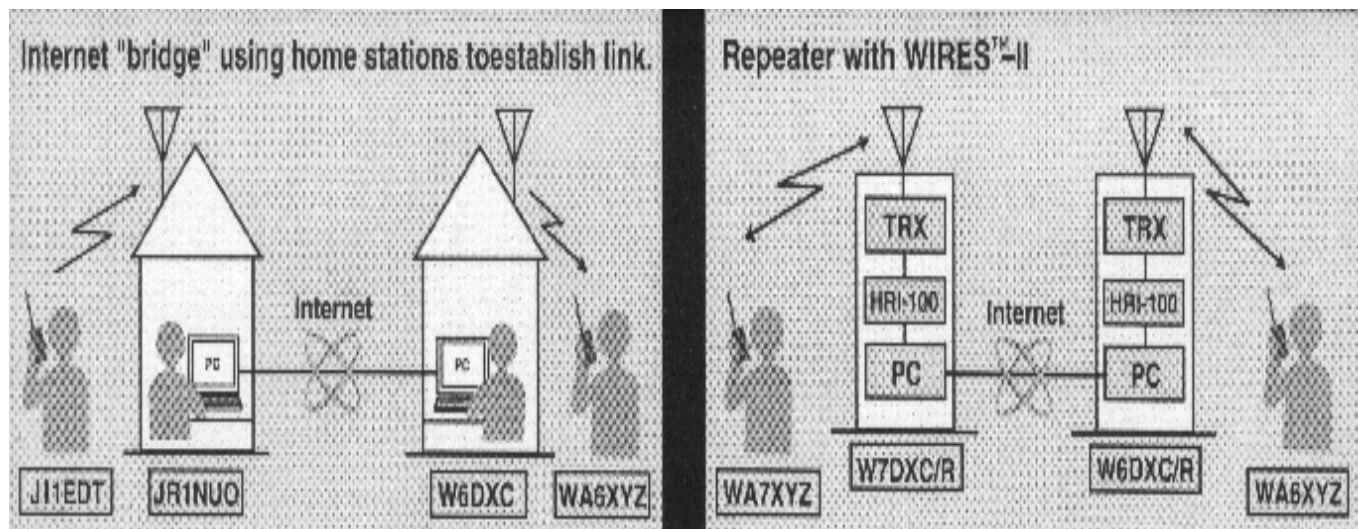 Internet "bridge" using home stations toestablish link.
Internet
PC
PC
JI1EDT
JR1NUO
W6DXC
WA6XYZ
Repeater with WIRES™-II
TRX
TRX
HRI-100
HRI-100
Internet
PC
PC
WA7XYZ
W7DXC/R
W6DXC/R
WA6XYZ